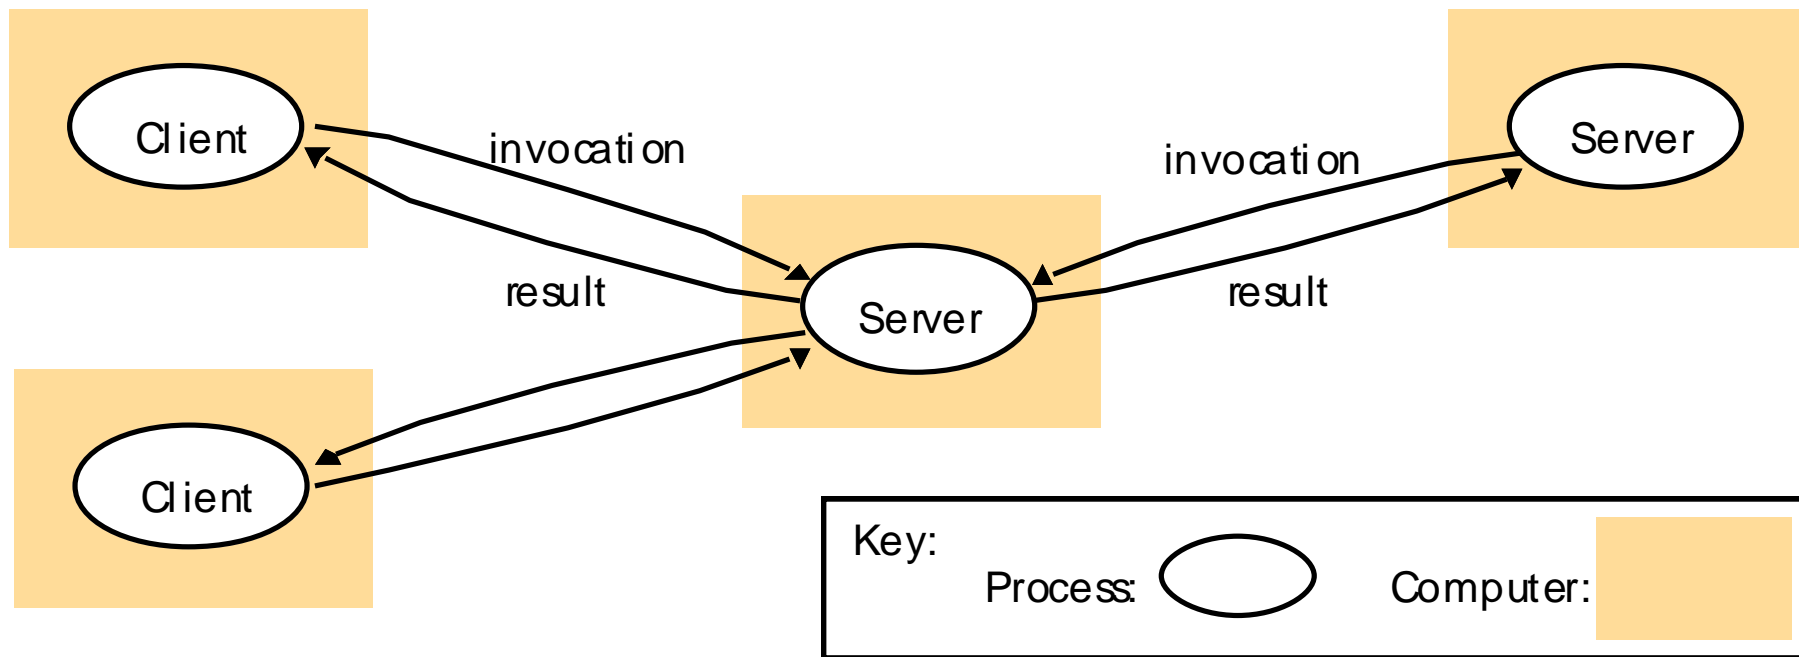 Client
invocation
result
Server
invocation
result
Server
Client
Key:
Process:
Computer: